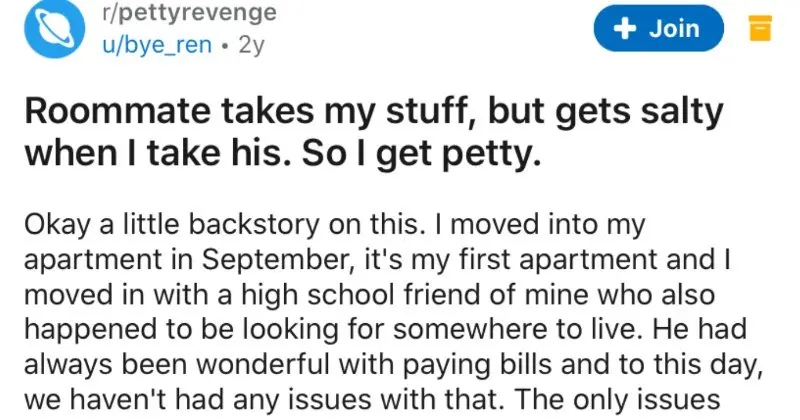 r/pettyrevenge
u/bye_ren • 2y
+ Join
Roommate takes my stuff, but gets salty
when I take his. So I get petty.
Okay a little backstory on this. I moved into my
apartment in September, it's my first apartment and I
moved in with a high school friend of mine who also
happened to be looking for somewhere to live. He had
always been wonderful with paying bills and to this day,
we haven't had any issues with that. The only issues